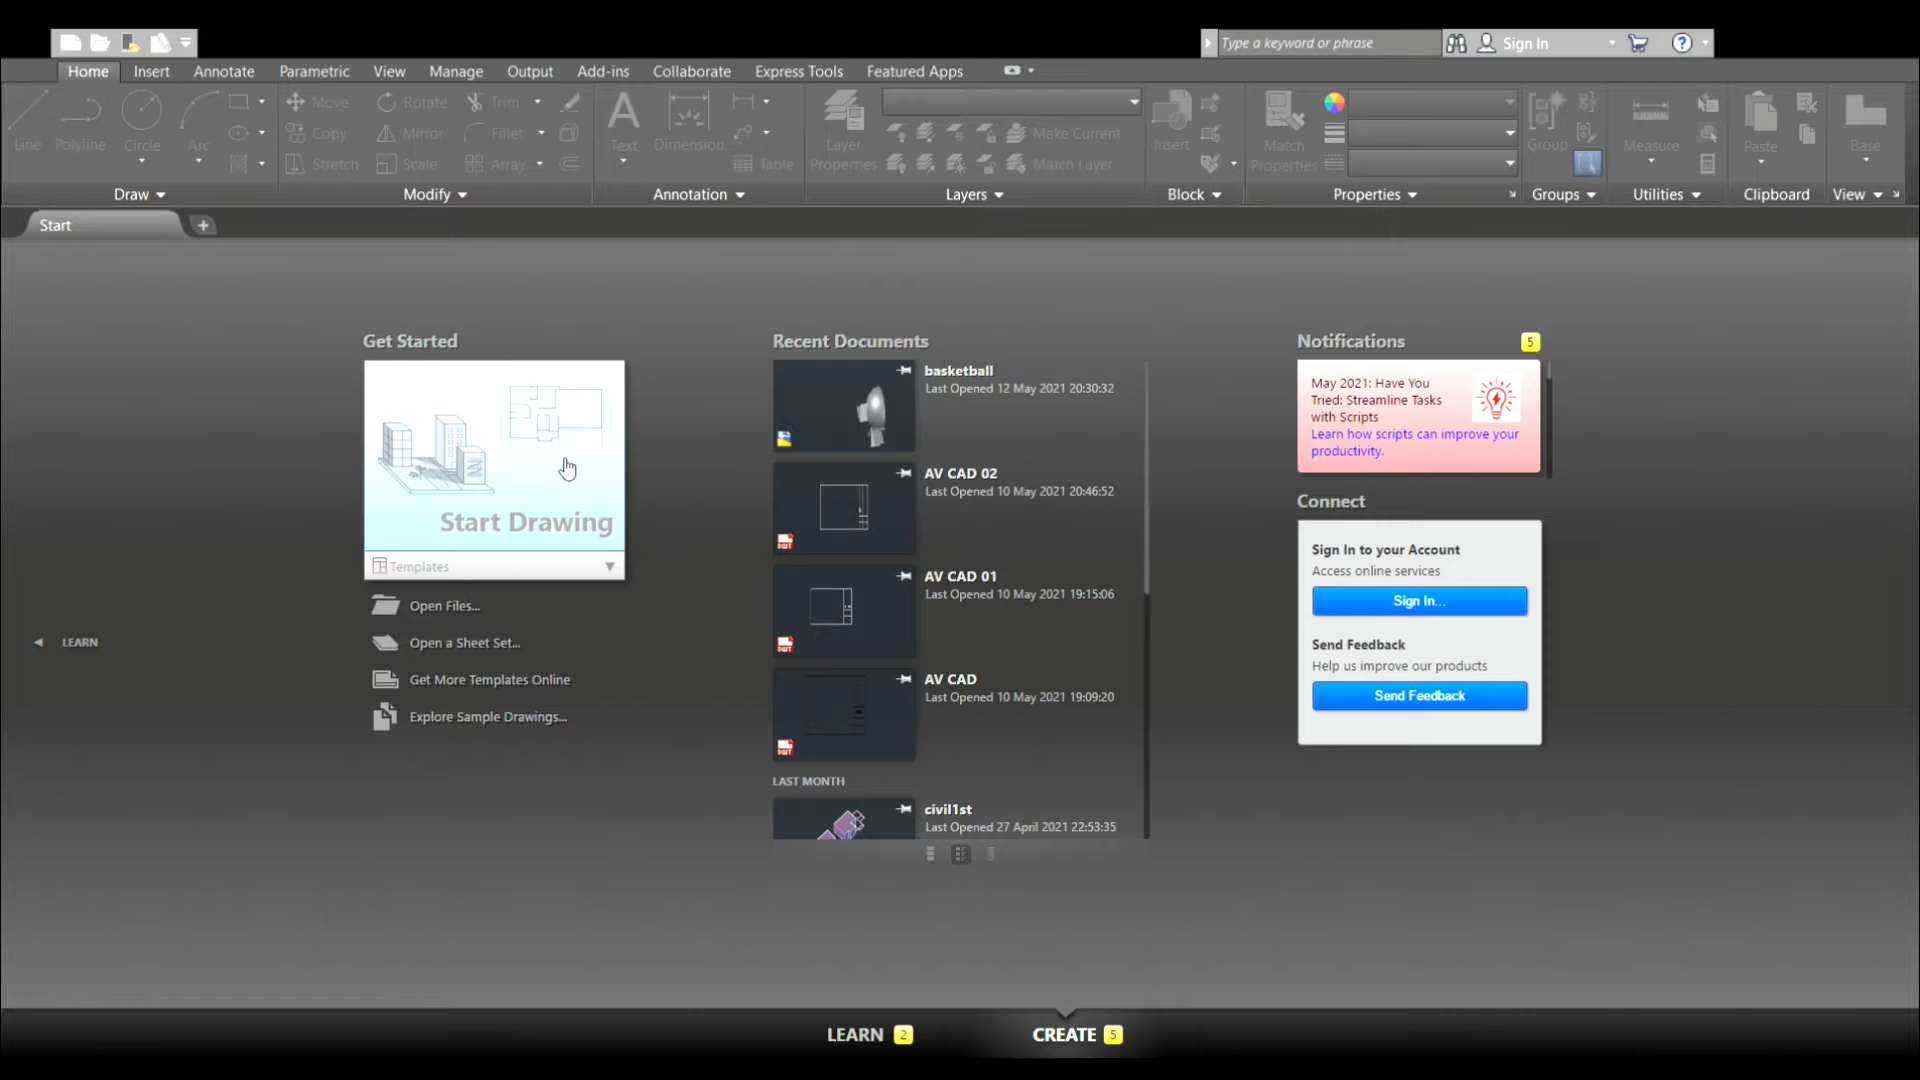 Type a keyword or phrase
Sign In
Home Insert Annotate Parametric View Manage Output Add-ins Collaborate Express Tools Featured Apps
Line Polyline Circle Arc
Move Rotate Trim
Copy Mirror Fillet
Stretch Scale Array
Text Dimension
Table
Layer
Properties
Make Current
Match Layer
Insert
Match
Properties
Group
Measure
Paste
Base
Draw Modify Annotation Layers Block Properties Groups Utilities Clipboard View
Start
Get Started
Start Drawing
Templates
Open Files...
Open a Sheet Set...
Get More Templates Online
Explore Sample Drawings...
LEARN
Recent Documents
basketball
Last Opened 12 May 2021 20:30:32
AV CAD 02
Last Opened 10 May 2021 20:46:52
AV CAD 01
Last Opened 10 May 2021 19:15:06
AV CAD
Last Opened 10 May 2021 19:09:20
LAST MONTH
civil1st
Last Opened 27 April 2021 22:53:35
Notifications 5
May 2021: Have You
Tried: Streamline Tasks
with Scripts
Learn how scripts can improve your
productivity.
Connect
Sign In to your Account
Access online services
Sign In...
Send Feedback
Help us improve our products
Send Feedback
LEARN 2
CREATE 5